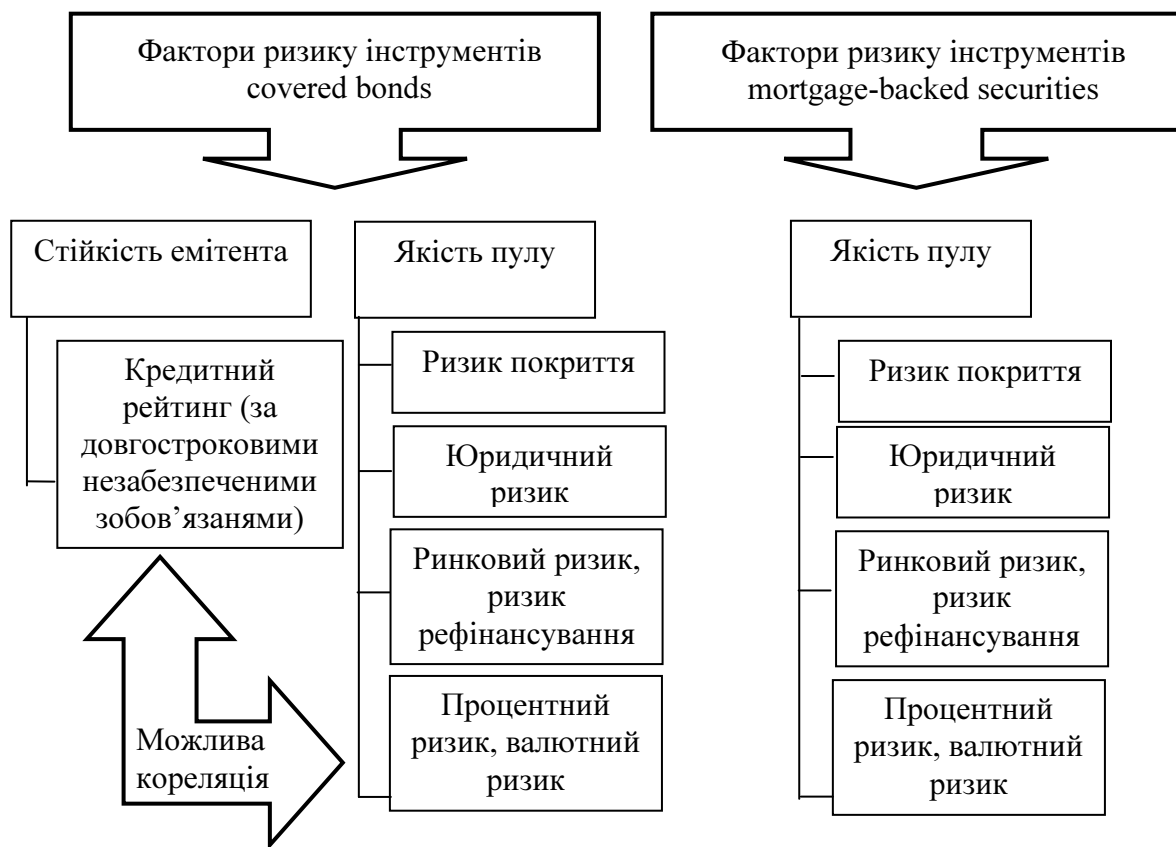 Фактори ризику інструментів
covered bonds
Фактори ризику інструментів
mortgage-backed securities
Стійкість емітента
Кредитний
рейтинг (за
довгостроковими
незабезпеченими
зобов’язанями)
Можлива
кореляція
Якість пулу
Ризик покриття
Юридичний
ризик
Ринковий ризик,
ризик
рефінансування
Процентний
ризик, валютний
ризик
Якість пулу
Ризик покриття
Юридичний
ризик
Ринковий ризик,
ризик
рефінансування
Процентний
ризик, валютний
ризик